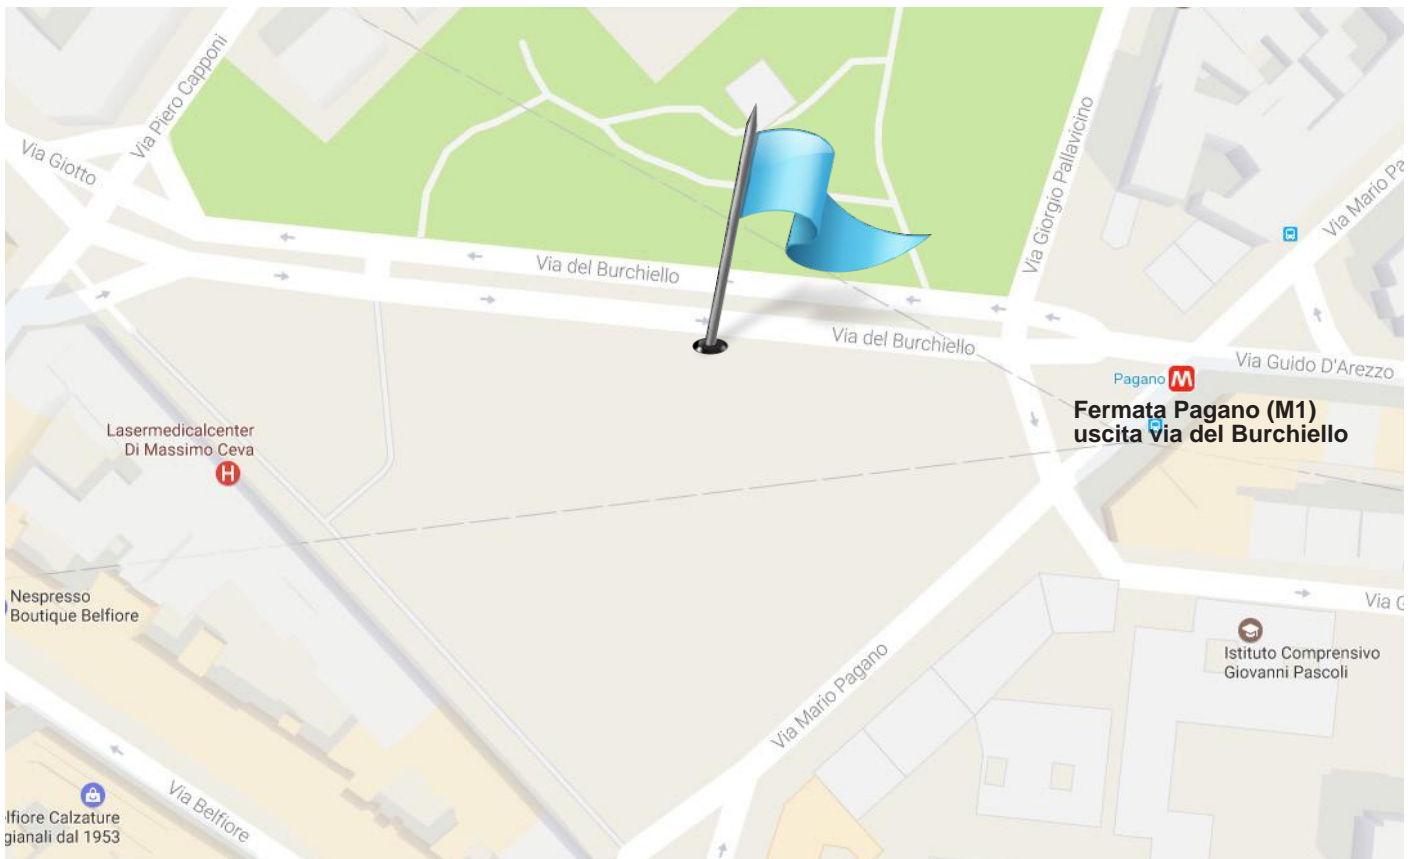 Via Piero Capponi
Via Giotto
Via Giorgio Pallavicino
Via Mario Pa
Via del Burchiello
Via del Burchiello
Via Guido D'Arezzo
Pagano M
Fermata Pagano (M1)
uscita via del Burchiello
Lasermedicalcenter
Di Massimo Ceva
H
Nespresso
Boutique Belfiore
Via G
Istituto Comprensivo
Giovanni Pascoli
Via Mario Pagano
Via Belfiore
lfiore Calzature
gianali dal 1953